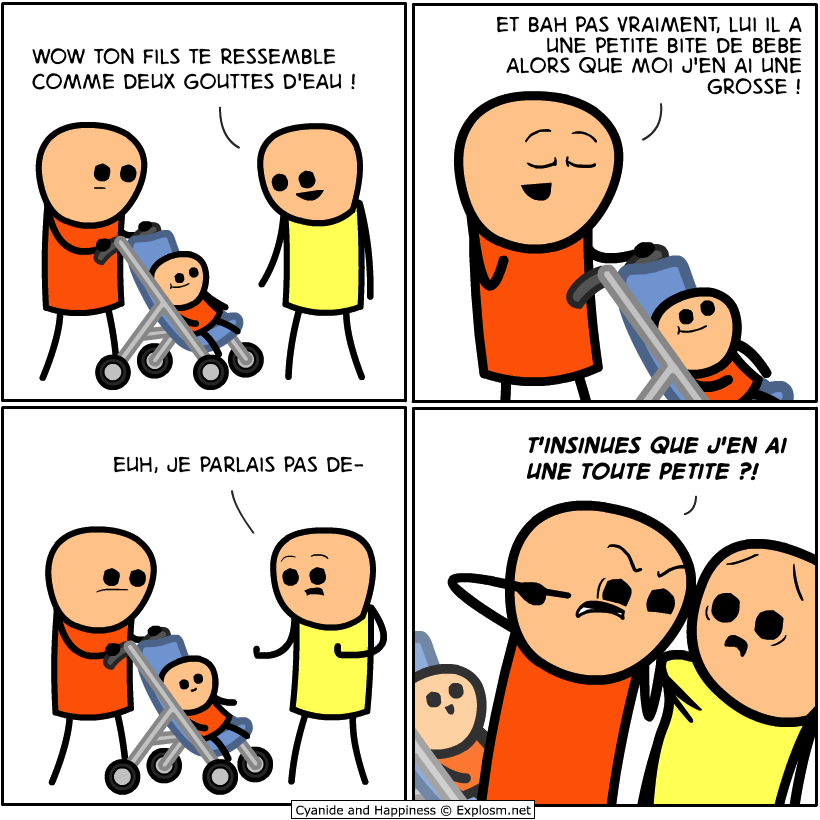 WOW TON FILS TE RESSEMBLE
COMME DEUX GOUTTES D'EAU !
ET BAH PAS VRAIMENT, LUI IL A
UNE PETITE BITE DE BEBE
ALORS QUE MOI J'EN AI UNE
GROSSE !
EUH, JE PARLAIS PAS DE-
T'INSINUES QUE J'EN AI
UNE TOUTE PETITE ?!
Cyanide and Happiness © Explosm.net